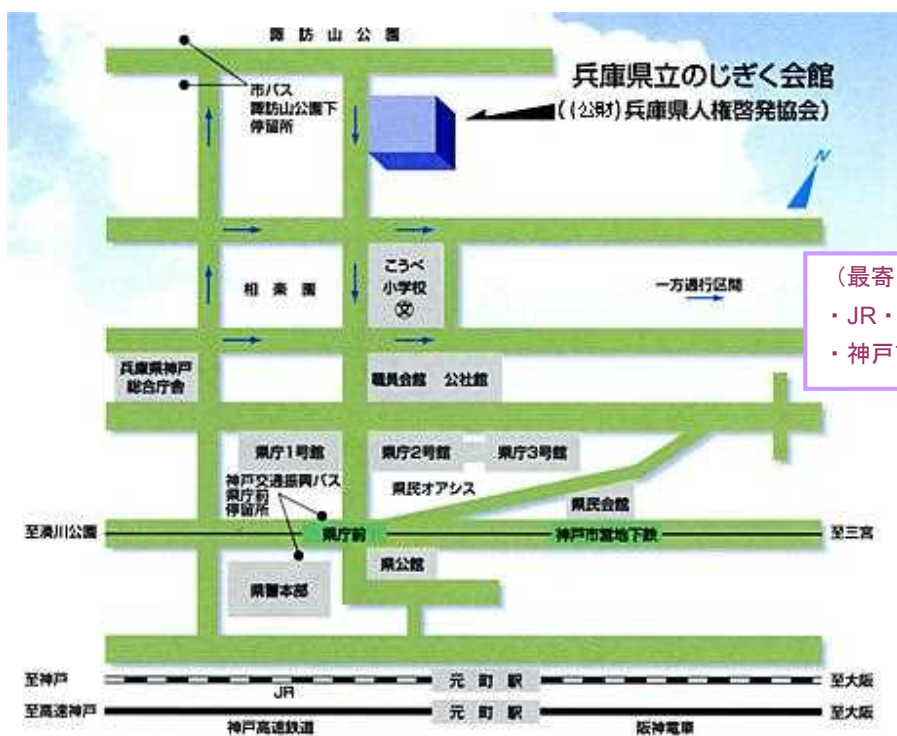 諏訪山公園
市バス
諏訪山公園下
停留所
兵庫県立のじぎく会館
((公財)兵庫県人権啓発協会)
N
こうべ
小学校
文
相楽園
一方通行区間
(最寄
・JR・
・神戸市
兵庫県神戸
総合庁舎
職員会館 公社館
県庁1号館
県庁2号館
県庁3号館
神戸交通振興バス
県庁前
停留所
県民オアシス
県民会館
至湊川公園
県庁前
神戸市営地下鉄
至三宮
県公館
県警本部
至神戸
元町駅
至大阪
JR
至高速神戸
元町駅
至大阪
神戸高速鉄道
阪神電車